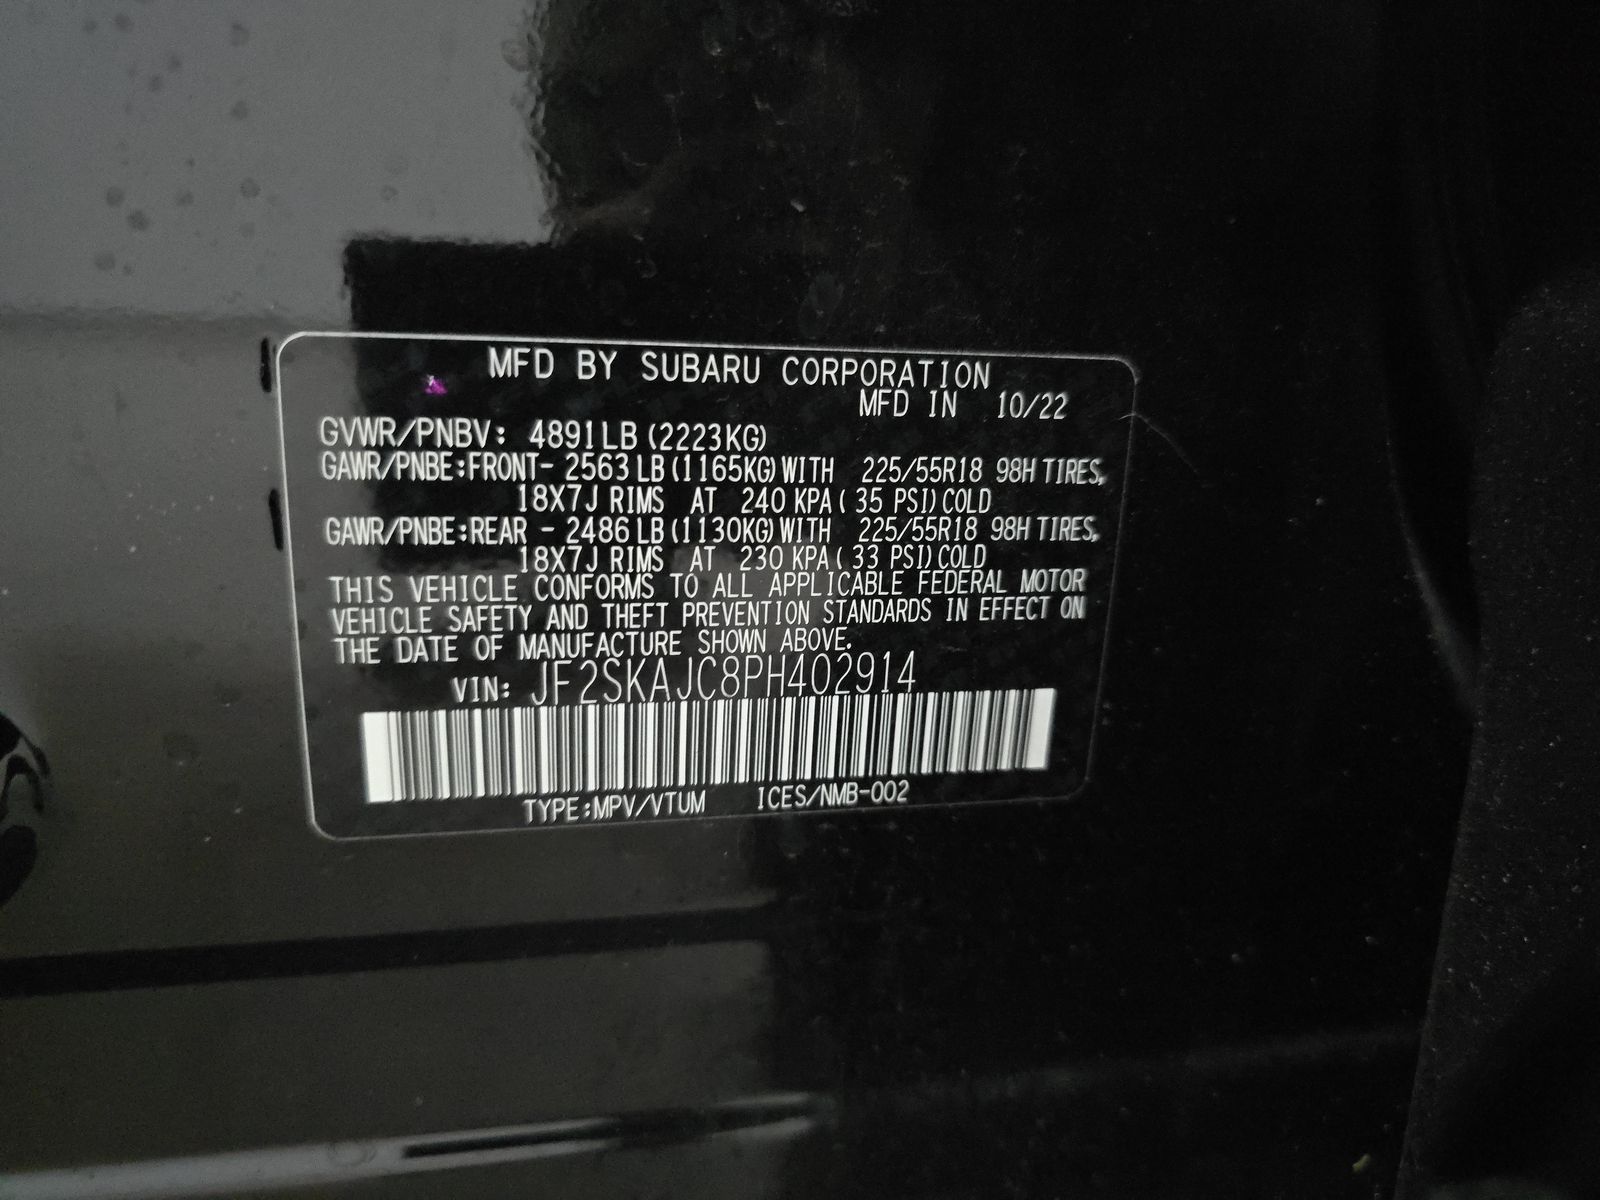 MFD BY SUBARU CORPORATION
MFD IN 10/22
GVWR/PNBV: 4891LB (2223KG)
GAWR/PNBE:FRONT- 2563 LB (1165KG) WITH 225/55R18 98H TIRES,
18X7J RIMS AT 240 KPA ( 35 PSI) COLD
GAWR/PNBE:REAR - 2486 LB (1130KG) WITH 225/55R18 98H TIRES,
18X7J RIMS AT 230 KPA ( 33 PSI) COLD
THIS VEHICLE CONFORMS TO ALL APPLICABLE FEDERAL MOTOR
VEHICLE SAFETY AND THEFT PREVENTION STANDARDS IN EFFECT ON
THE DATE OF MANUFACTURE SHOWN ABOVE.
VIN: JF2SKAJC8PH402914
TYPE:MPV/VTUM ICES/NMB-002